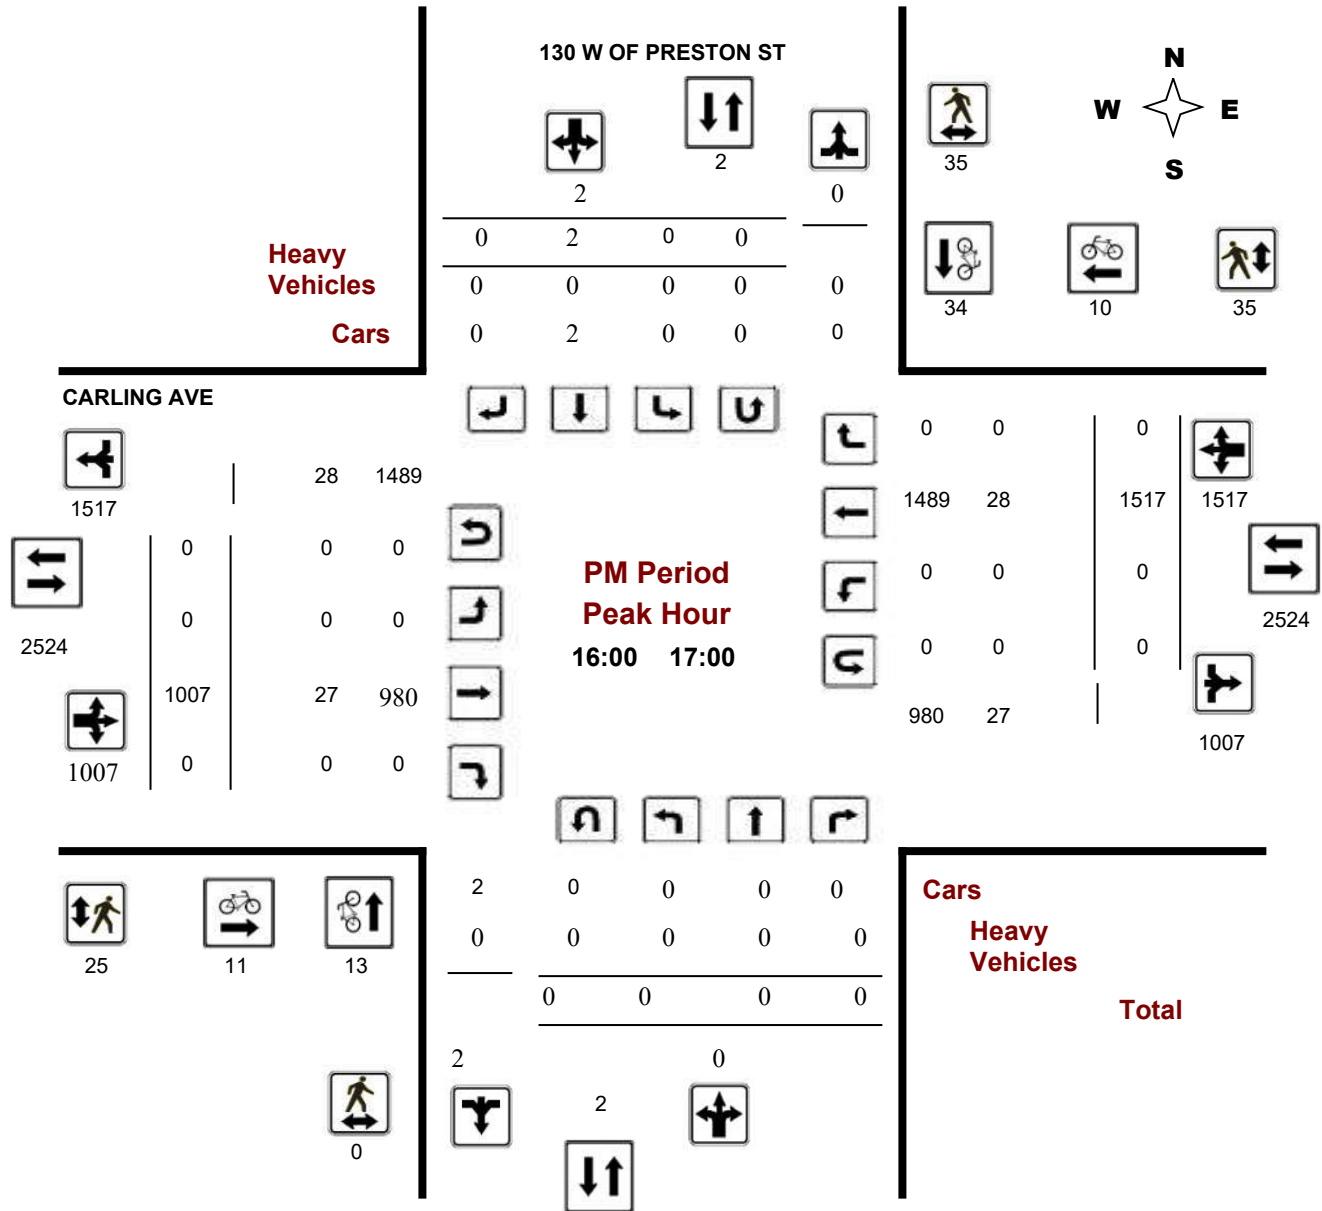 130 W OF PRESTON ST
N
W E
S
2
35
2 0
0 2 0 0
Heavy
Vehicles
0 0 0 0 0
34 10 35
Cars
0 2 0 0 0
CARLING AVE
0 0 0
28 1489
1517
1489 28 1517 1517
0 0 0
PM Period
Peak Hour
16:00 17:00
0 0 0
2524
0 0 0
2524
0 0 0
1007 27 980
980 27
1007
0 0 0
1007
2 0 0 0 0
Cars
0 0 0 0 0
Heavy
Vehicles
25 11 13
0 0 0 0
Total
2 0
2
0